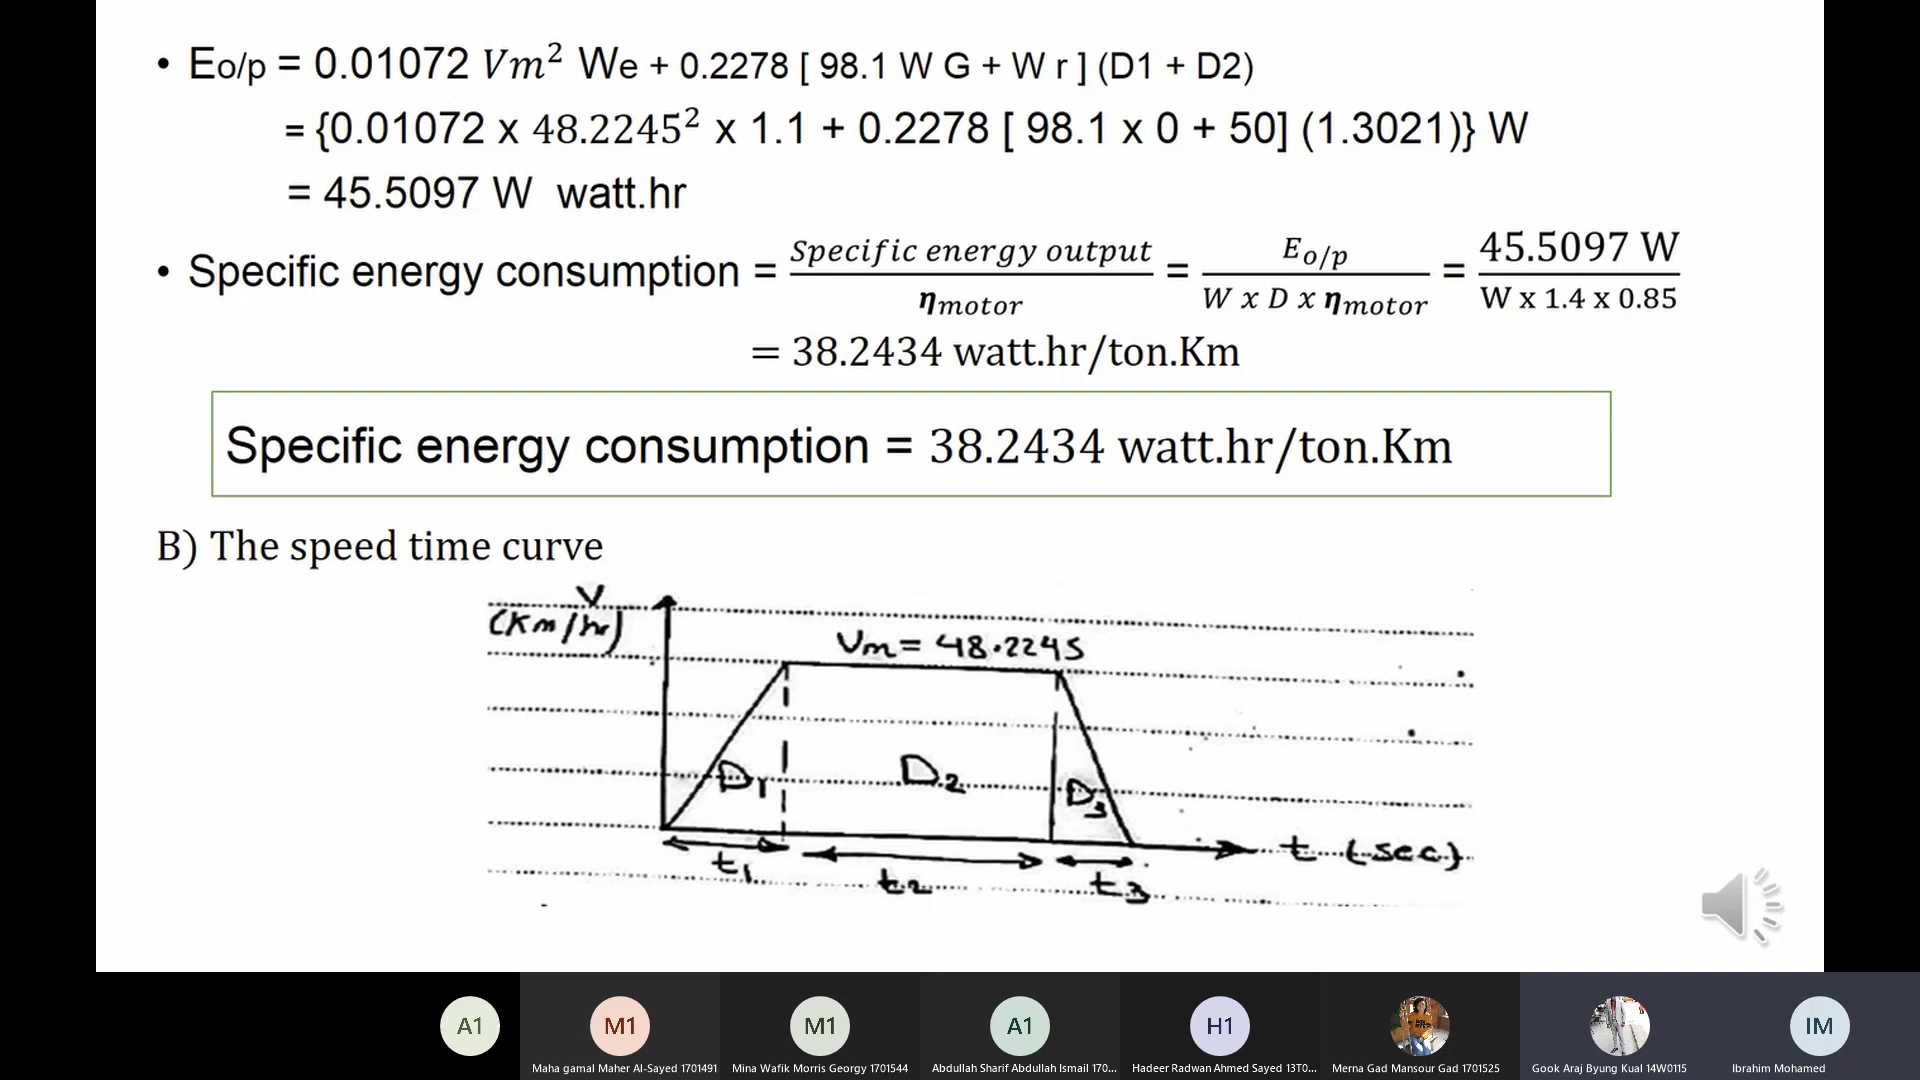 • Eo/p = 0.01072 𝑉𝑚² We + 0.2278 [ 98.1 W G + W r ] (D1 + D2)
= {0.01072 x 48.2245² x 1.1 + 0.2278 [ 98.1 x 0 + 50] (1.3021)} W
= 45.5097 W watt.hr
• Specific energy consumption = Specific energy output / ηmotor = Eo/p / W x D x ηmotor = 45.5097 W / W x 1.4 x 0.85
= 38.2434 watt.hr/ton.Km
Specific energy consumption = 38.2434 watt.hr/ton.Km
B) The speed time curve
V
(Km/hr)
Vm = 48.2245
D1 D2 D3
t1 t2 t3 t (sec)
A1 M1 M1 A1 H1 IM
Maha gamal Maher Al-Sayed 1701491 Mina Wafik Morris Georgy 1701544 Abdullah Sharif Abdullah Ismail 170... Hadeer Radwan Ahmed Sayed 13T0... Merna Gad Mansour Gad 1701525 Gook Araj Byung Kual 14W0115 Ibrahim Mohamed